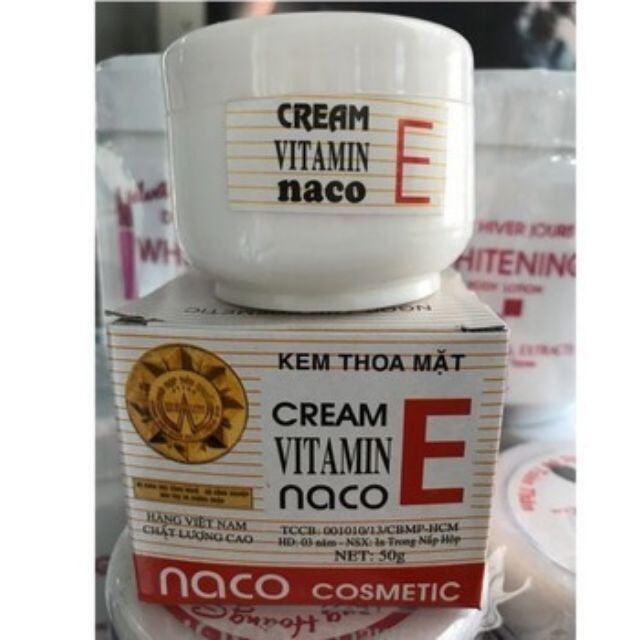 CREAM
VITAMIN E
naco
HIVER
WHITENING
BODY LOTION
KEM THOA MẶT
CREAM
VITAMIN E
naco
HÀNG VIỆT NAM
CHẤT LƯỢNG CAO
TCCB: 001010/13/CBMP-HCM
HD: 03 năm - NSX: In Trong Nắp Hộp
NET: 50g
naco COSMETIC